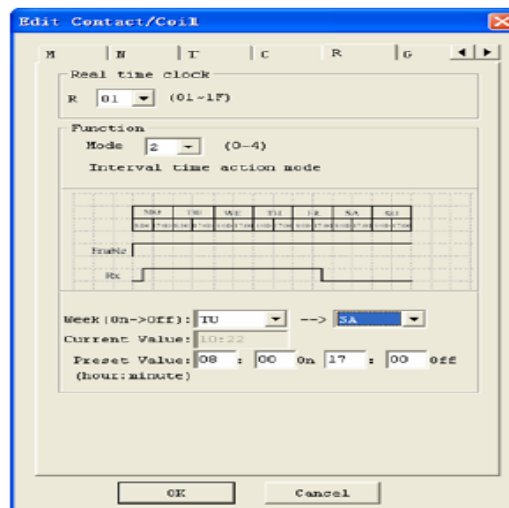 Edit Contact/Coil
M N T C R G
Real time clock
R 01 (01~1F)
Function
Mode 2 (0-4)
Interval time action mode
MO TU WE TH FR SA SU
Enable
Rx
Week(On->Off): TU --> SA
Current Value: 10:22
Preset Value: 08 : 00 On 17 : 00 Off
(hour:minute)
OK Cancel